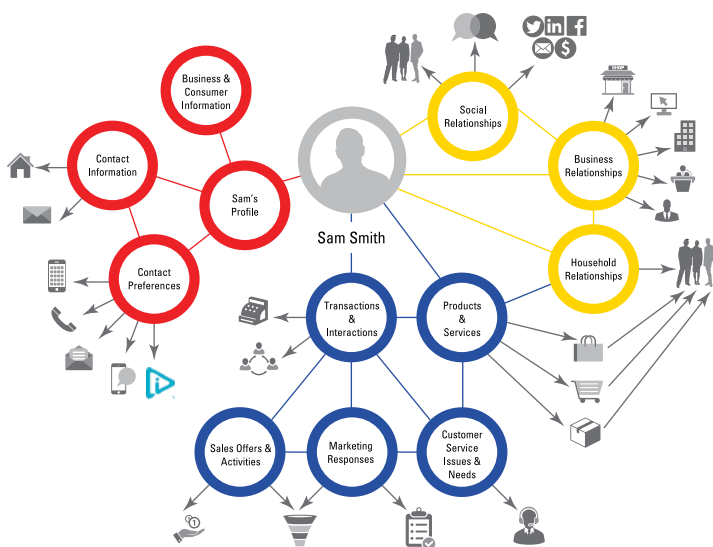 SHOP
Business &
Consumer
Information
Social
Relationships
Contact
Information
Business
Relationships
Sam's
Profile
Sam Smith
Household
Relationships
Contact
Preferences
Transactions
&
Interactions
Products
&
Services
Sales Offers &
Activities
Marketing
Responses
Customer
Service
Issues &
Needs
1